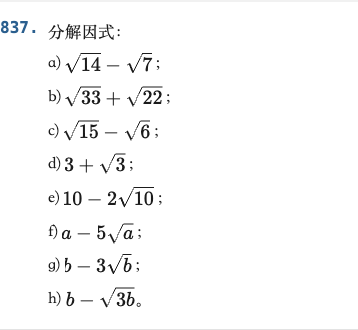 837. 分解因式:
a) √14 − √7 ;
b) √33 + √22 ;
c) √15 − √6 ;
d) 3 + √3 ;
e) 10 − 2√10 ;
f) a − 5√a ;
g) b − 3√b ;
h) b − √3b。